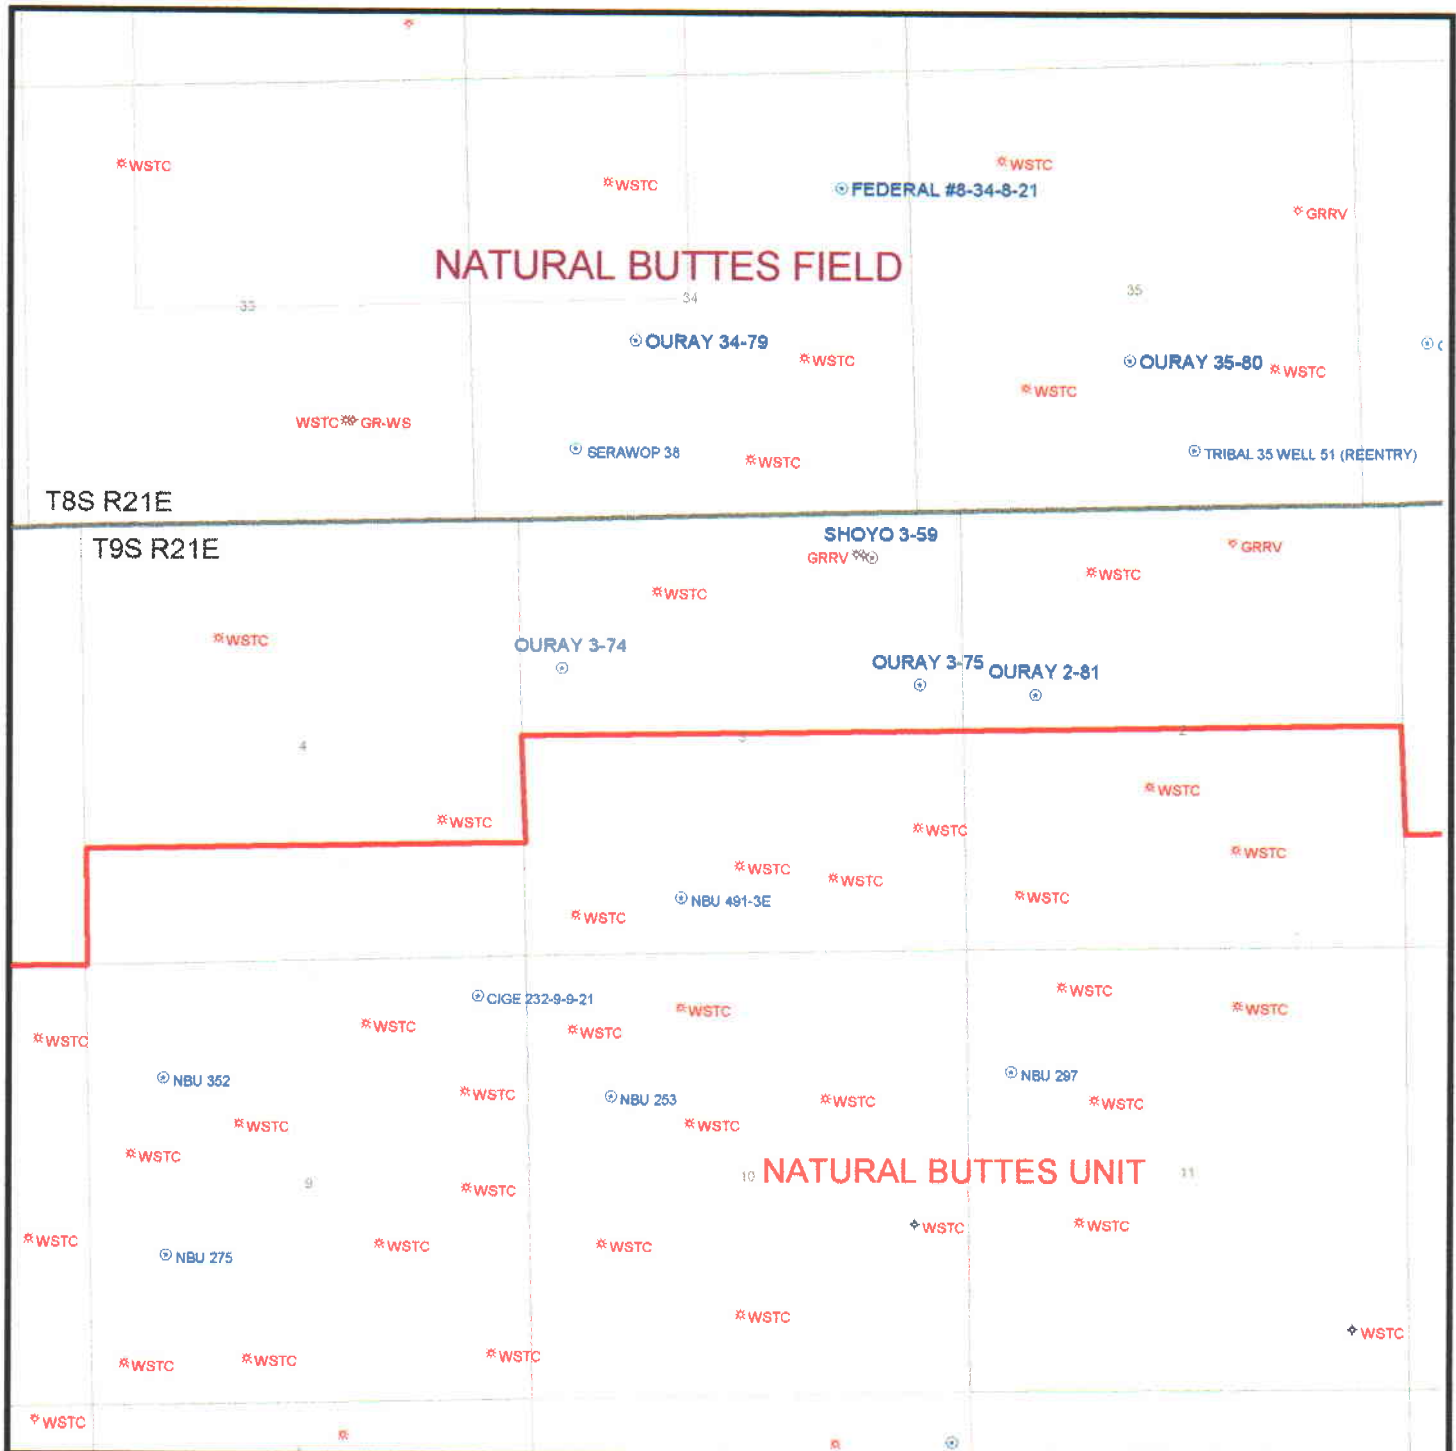 WSTC
WSTC
WSTC
FEDERAL #8-34-8-21
GRRV
NATURAL BUTTES FIELD
33
34
35
OURAY 34-79
WSTC
OURAY 35-80
WSTC
WSTC
WSTC GR-WS
SERAWOP 38
WSTC
TRIBAL 35 WELL 51 (REENTRY)
T8S R21E
T9S R21E
SHOYO 3-59
GRRV
GRRV
WSTC
WSTC
WSTC
OURAY 3-74
OURAY 3-75
OURAY 2-81
4
3
2
WSTC
WSTC
WSTC
WSTC
WSTC
WSTC
WSTC
NBU 491-3E
WSTC
CIGE 232-9-9-21
WSTC
WSTC
WSTC
WSTC
WSTC
WSTC
NBU 352
NBU 253
NBU 297
WSTC
WSTC
WSTC
WSTC
WSTC
WSTC
9
10
NATURAL BUTTES UNIT
11
WSTC
WSTC
WSTC
WSTC
NBU 275
WSTC
WSTC
WSTC
WSTC
WSTC
WSTC
WSTC
WSTC